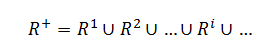 R⁺ = R¹ ∪ R² ∪ …∪ Rⁱ ∪ …